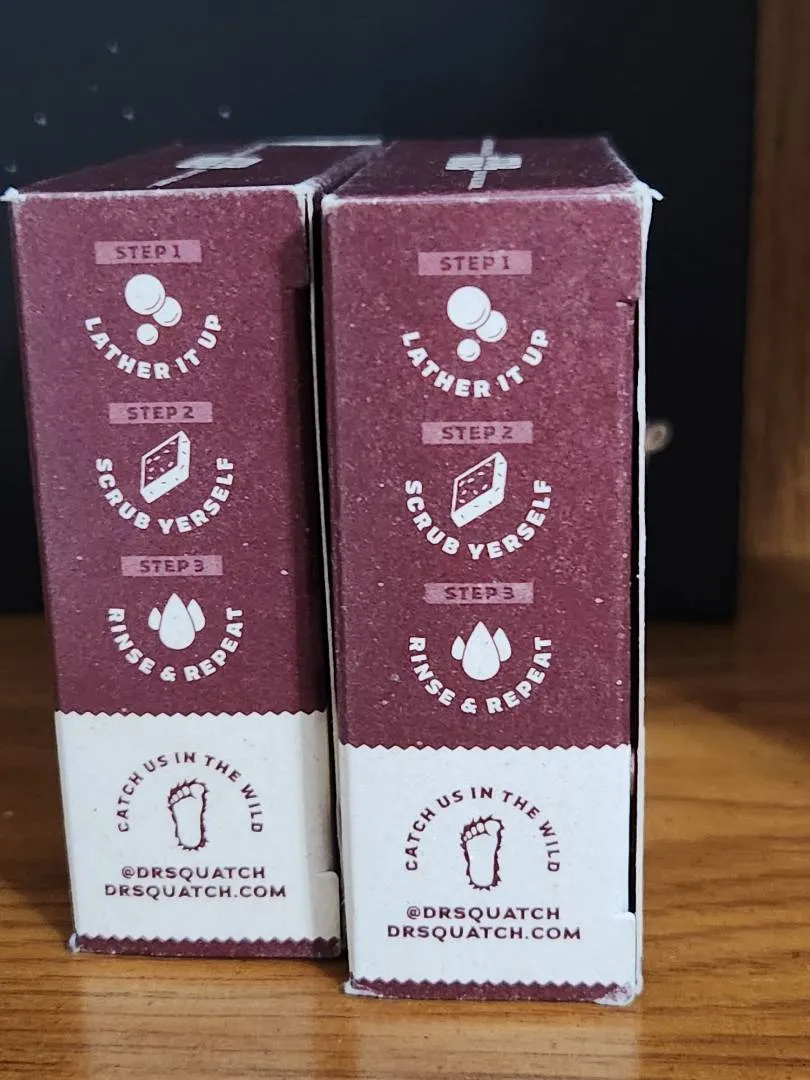 STEP 1
LATHER IT UP
STEP 2
SCRUB YERSELF
STEP 3
RINSE & REPEAT
CATCH US IN THE WILD
@DRSQUATCH
DRSQUATCH.COM
STEP 1
LATHER IT UP
STEP 2
SCRUB YERSELF
STEP 3
RINSE & REPEAT
CATCH US IN THE WILD
@DRSQUATCH
DRSQUATCH.COM